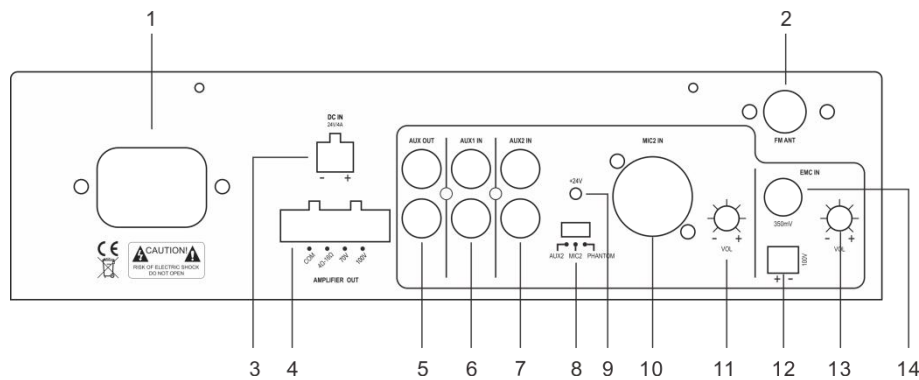 1
2
DC IN
24V/4A
- +
AUX OUT
AUX1 IN
AUX2 IN
MIC2 IN
FM ANT
EMC IN
+24V
350mV
- +
VOL
- +
VOL
AUX2 MIC2 PHANTOM
100V
+ -
CE
CAUTION!
RISK OF ELECTRIC SHOCK
DO NOT OPEN
COM 4Ω-16Ω 70V 100V
AMPLIFIER OUT
3 4 5 6 7 8 9 10 11 12 13 14